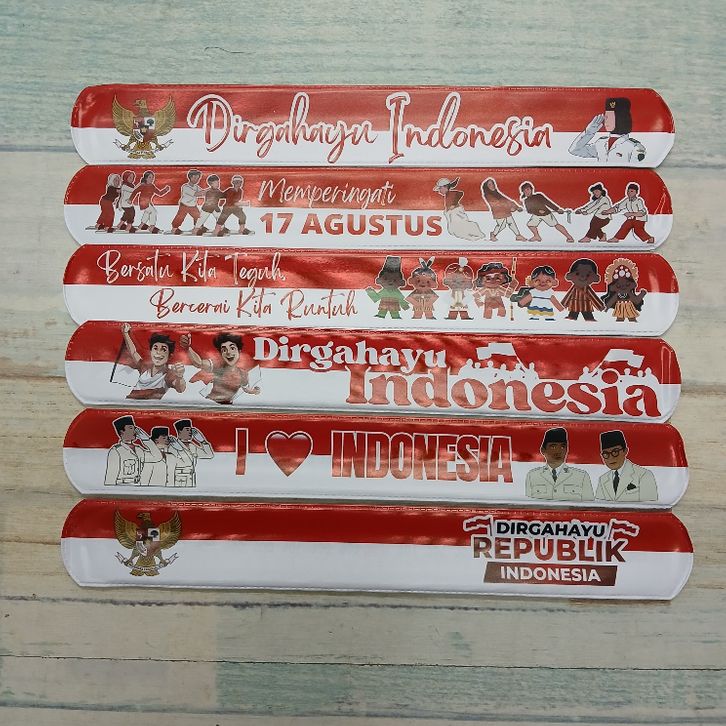 Dirgahayu Indonesia
Memperingati
17 AGUSTUS
Bersatu Kita Teguh,
Bercerai Kita Runtuh
Dirgahayu
Indonesia
I ♥ INDONESIA
DIRGAHAYU
REPUBLIK
INDONESIA